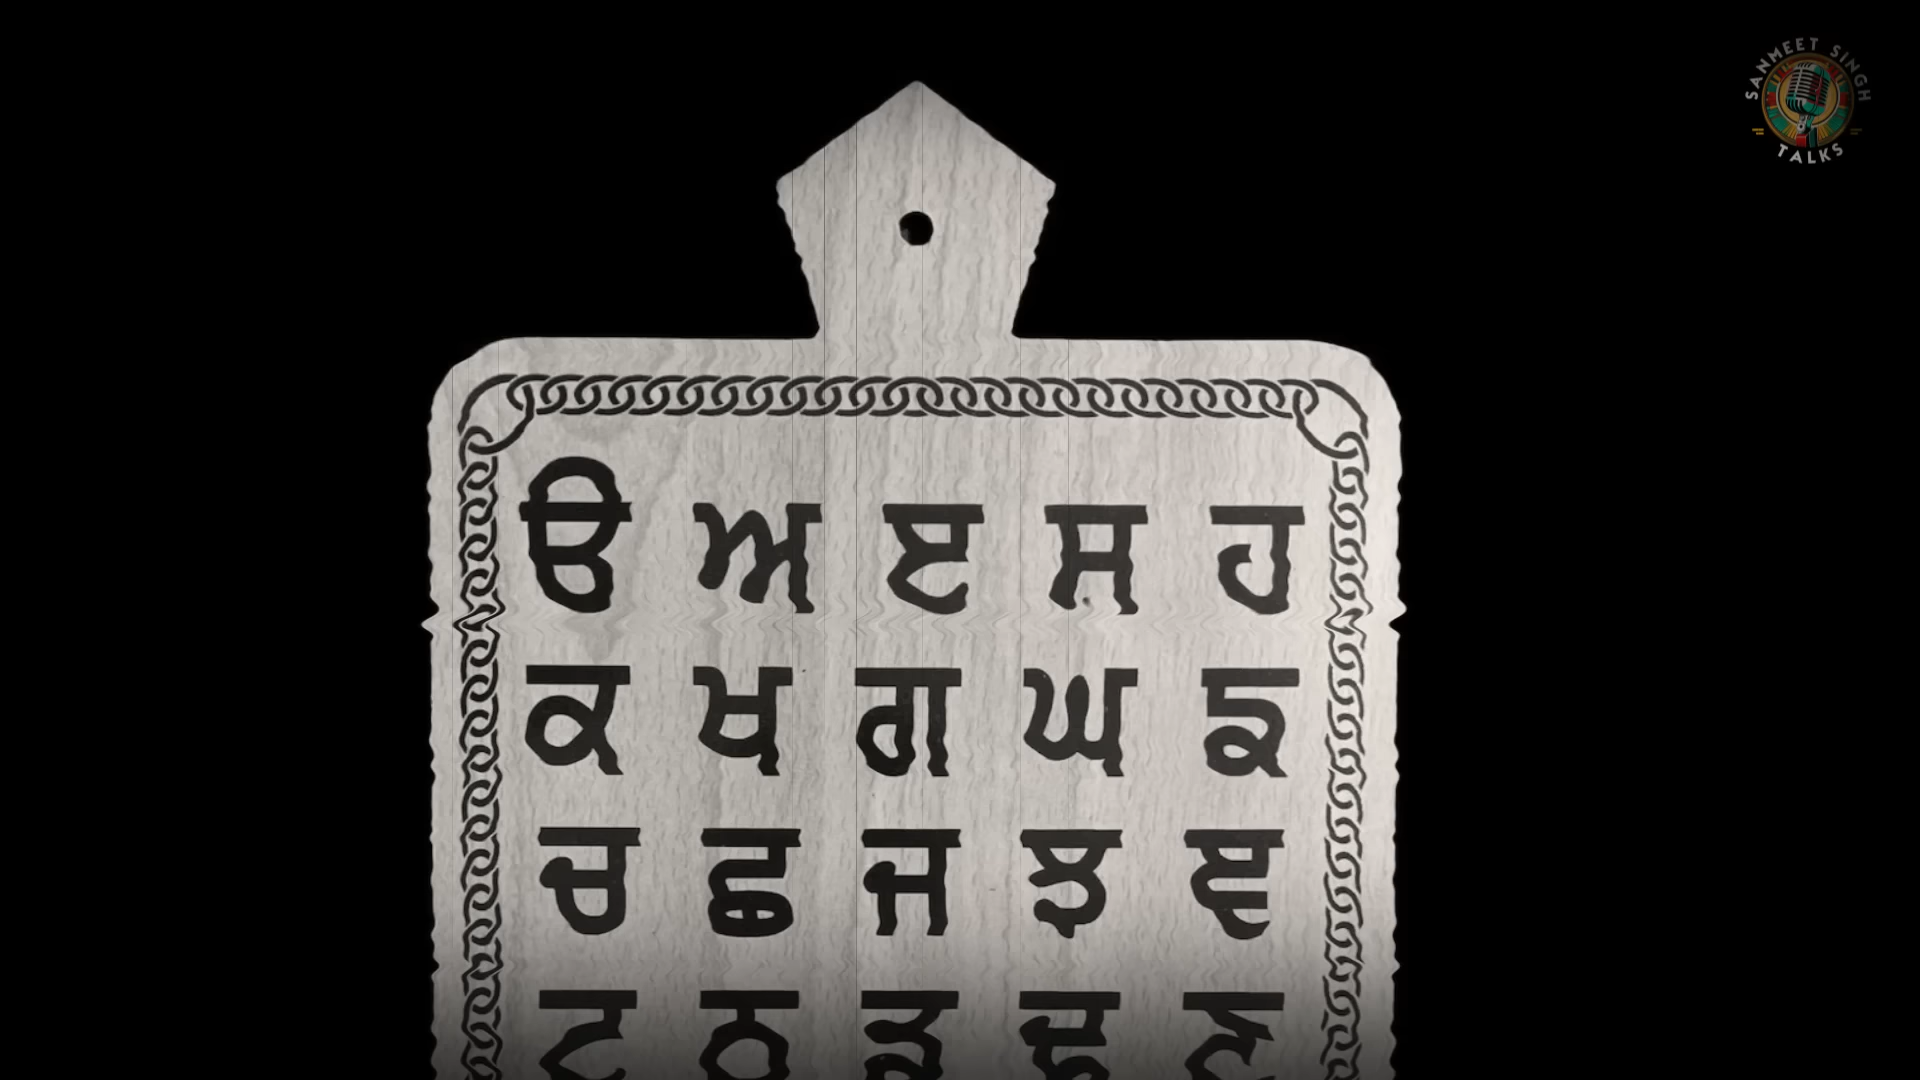 SANMEET SINGH
TALKS
ੳ ਅ ੲ ਸ ਹ
ਕ ਖ ਗ ਘ ਙ
ਚ ਛ ਜ ਝ ਞ
ਟ ਠ ਡ ਢ ਣ